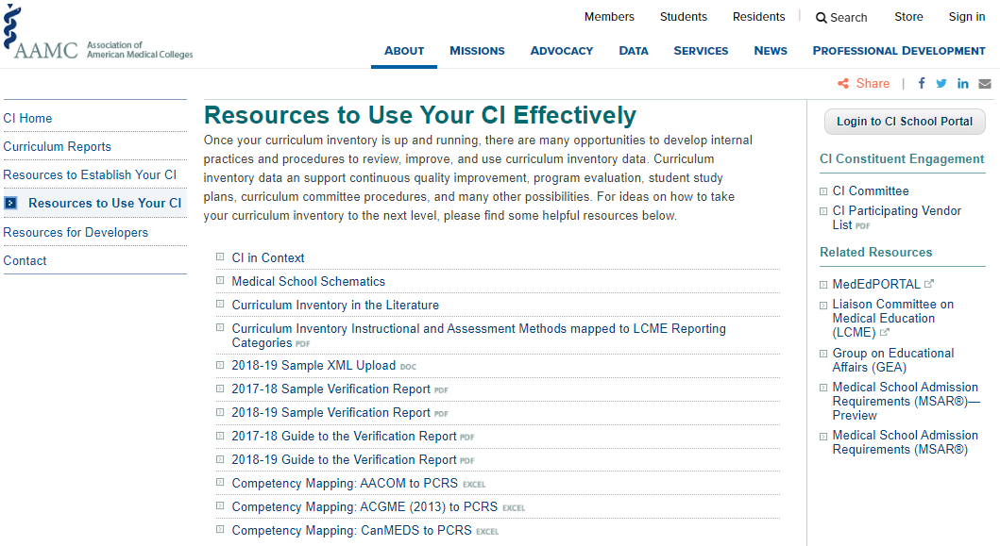 Members
Students
Residents
Search
Store
Sign in
AAMC
Association of
American Medical Colleges
ABOUT
MISSIONS
ADVOCACY
DATA
SERVICES
NEWS
PROFESSIONAL DEVELOPMENT
Share
CI Home
Curriculum Reports
Resources to Establish Your CI
Resources to Use Your CI
Resources for Developers
Contact
Resources to Use Your CI Effectively
Once your curriculum inventory is up and running, there are many opportunities to develop internal
practices and procedures to review, improve, and use curriculum inventory data. Curriculum
inventory data an support continuous quality improvement, program evaluation, student study
plans, curriculum committee procedures, and many other possibilities. For ideas on how to take
your curriculum inventory to the next level, please find some helpful resources below.
CI in Context
Medical School Schematics
Curriculum Inventory in the Literature
Curriculum Inventory Instructional and Assessment Methods mapped to LCME Reporting
Categories PDF
2018-19 Sample XML Upload DOC
2017-18 Sample Verification Report PDF
2018-19 Sample Verification Report PDF
2017-18 Guide to the Verification Report PDF
2018-19 Guide to the Verification Report PDF
Competency Mapping: AACOM to PCRS EXCEL
Competency Mapping: ACGME (2013) to PCRS EXCEL
Competency Mapping: CanMEDS to PCRS EXCEL
Login to CI School Portal
CI Constituent Engagement
CI Committee
CI Participating Vendor
List PDF
Related Resources
MedEdPORTAL
Liaison Committee on
Medical Education
(LCME)
Group on Educational
Affairs (GEA)
Medical School Admission
Requirements (MSAR®)—
Preview
Medical School Admission
Requirements (MSAR®)